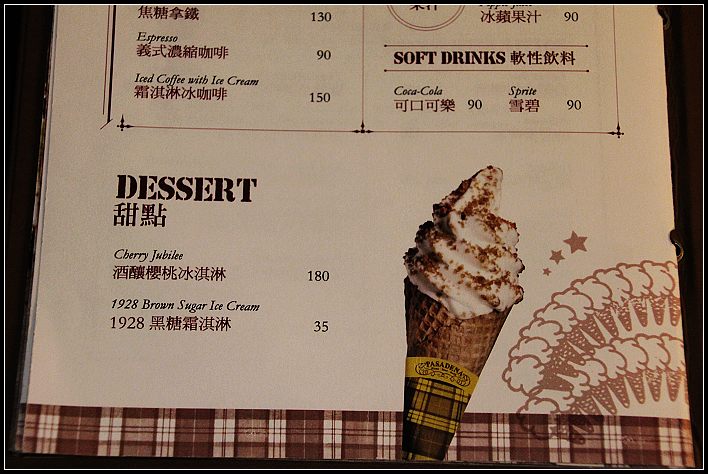 焦糖拿鐵 130
Espresso
義式濃縮咖啡 90
Iced Coffee with Ice Cream
霜淇淋冰咖啡 150
果汁
冰蘋果汁 90
SOFT DRINKS 軟性飲料
Coca-Cola Sprite
可口可樂 90 雪碧 90
DESSERT
甜點
Cherry Jubilee
酒釀櫻桃冰淇淋 180
1928 Brown Sugar Ice Cream
1928 黑糖霜淇淋 35
PASADENA